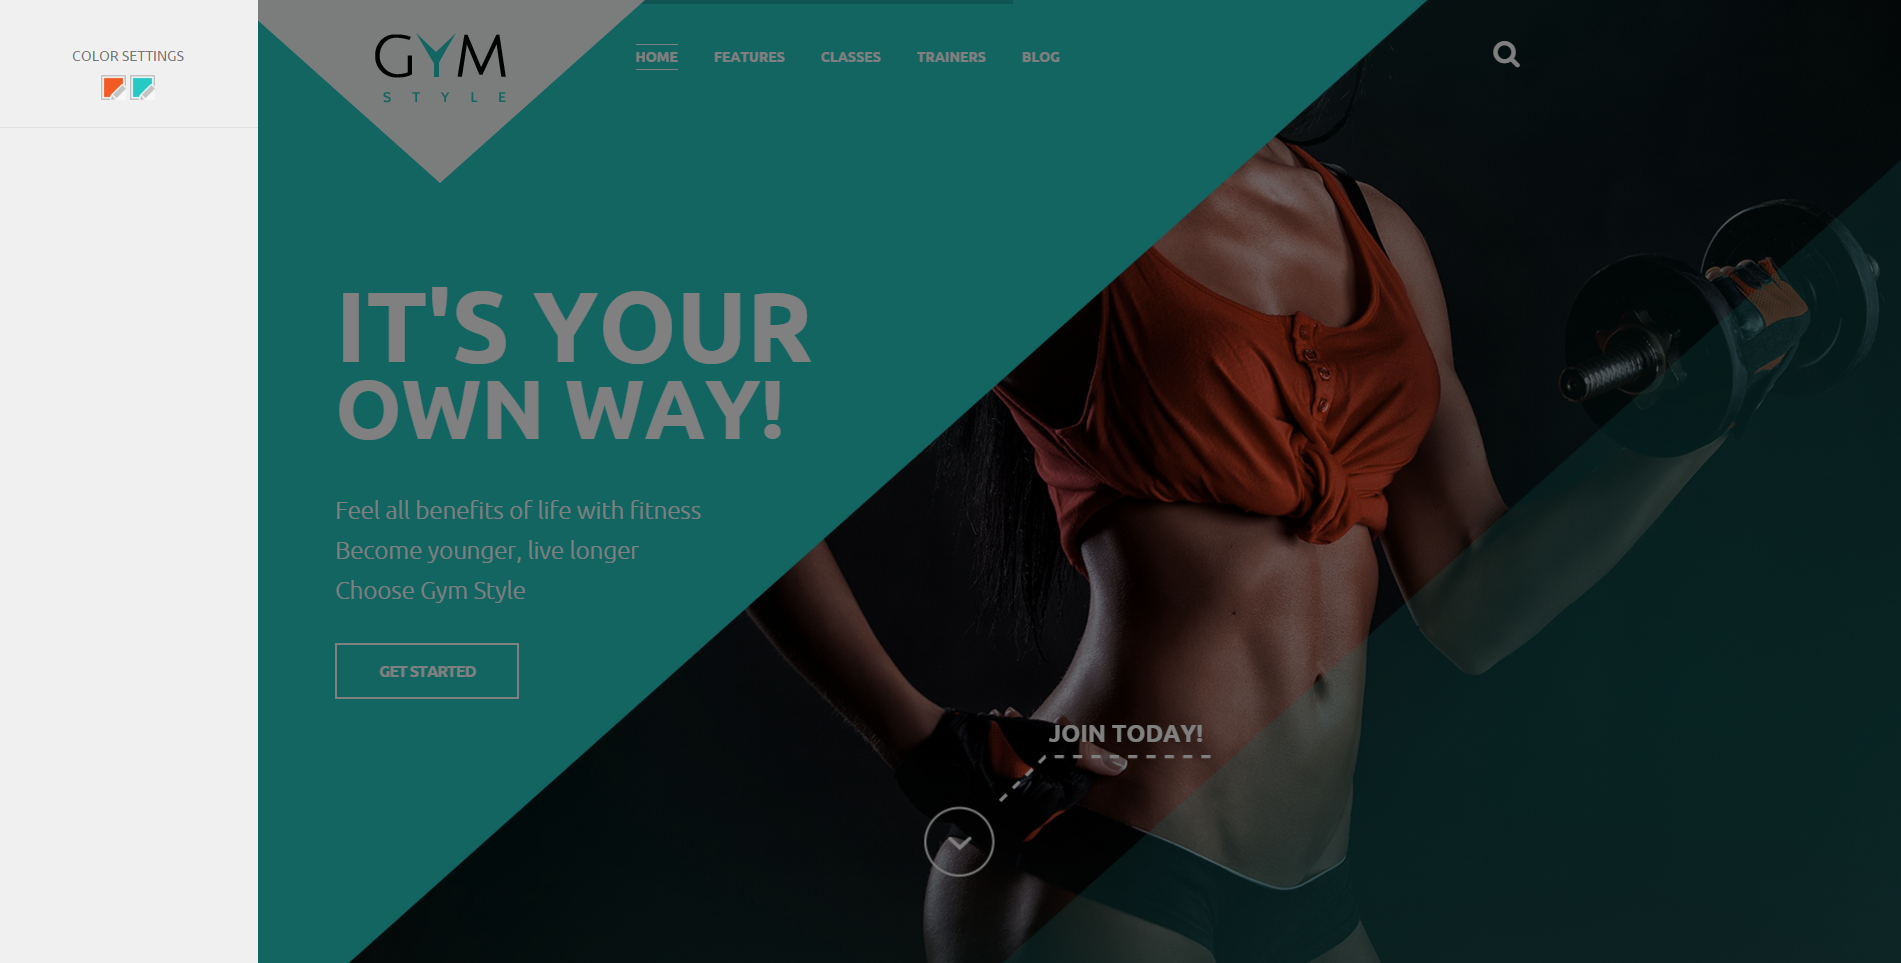 COLOR SETTINGS
GYM
STYLE
HOME FEATURES CLASSES TRAINERS BLOG
IT'S YOUR
OWN WAY!
Feel all benefits of life with fitness
Become younger, live longer
Choose Gym Style
GET STARTED
JOIN TODAY!